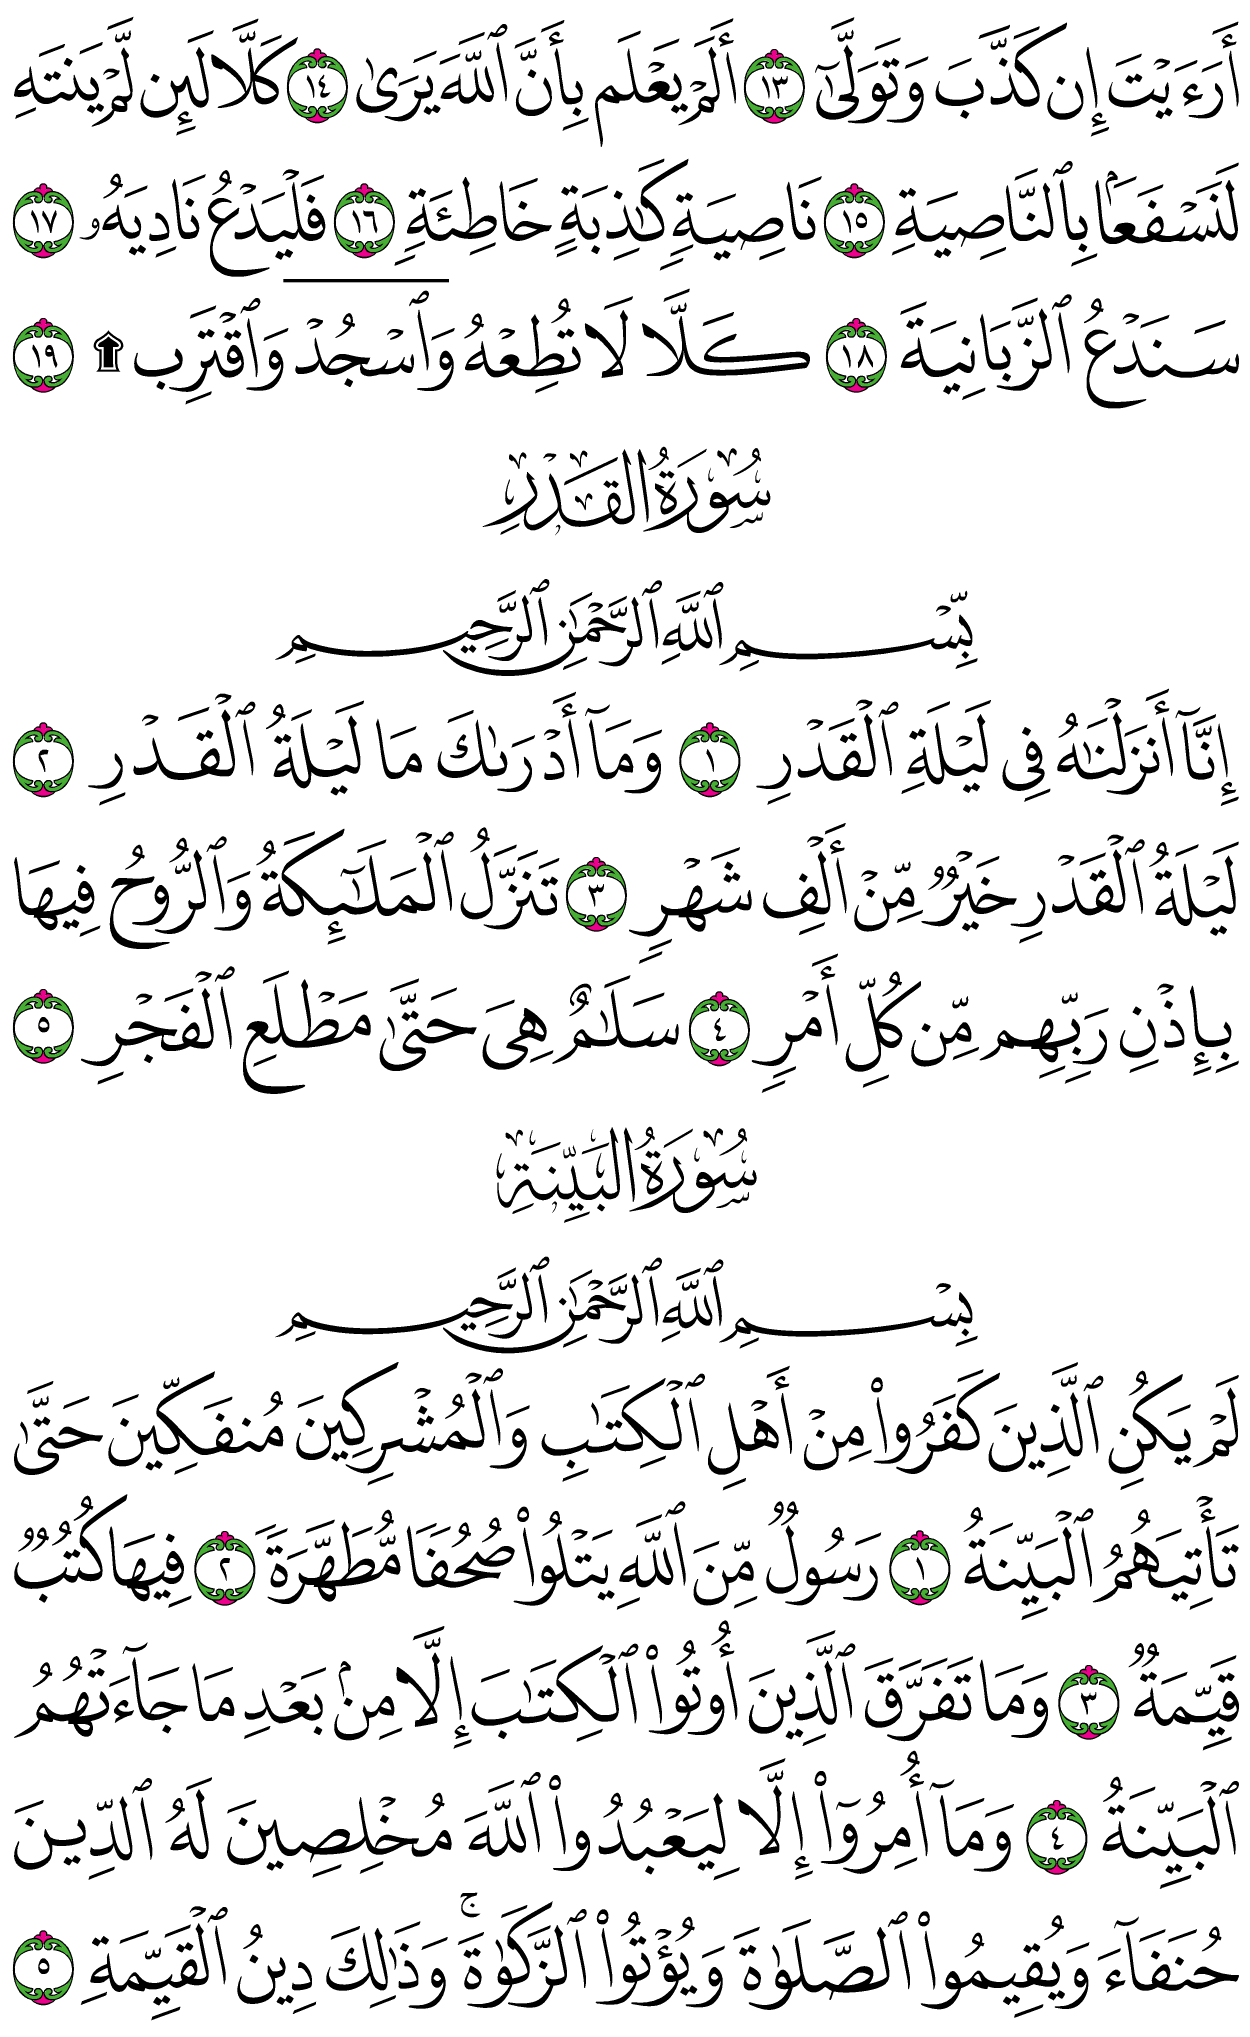 أَرَءَيۡتَ إِن كَذَّبَ وَتَوَلَّىٰٓ ١٣ أَلَمۡ يَعۡلَم بِأَنَّ ٱللَّهَ يَرَىٰ ١٤ كَلَّا لَئِن لَّمۡ يَنتَهِ
لَنَسۡفَعَۢا بِٱلنَّاصِيَةِ ١٥ نَاصِيَةٖ كَٰذِبَةٍ خَاطِئَةٖ ١٦ فَلۡيَدۡعُ نَادِيَهُۥ ١٧
سَنَدۡعُ ٱلزَّبَانِيَةَ ١٨ كَلَّا لَا تُطِعۡهُ وَٱسۡجُدۡۤ وَٱقۡتَرِب ۩ ١٩
سُورَةُ القَدۡرِ
بِّسۡمِ ٱللَّهِ ٱلرَّحۡمَٰنِ ٱلرَّحِيمِ
إِنَّآ أَنزَلۡنَٰهُ فِي لَيۡلَةِ ٱلۡقَدۡرِ ١ وَمَآ أَدۡرَىٰكَ مَا لَيۡلَةُ ٱلۡقَدۡرِ ٢
لَيۡلَةُ ٱلۡقَدۡرِ خَيۡرٞ مِّنۡ أَلۡفِ شَهۡرٖ ٣ تَنَزَّلُ ٱلۡمَلَٰٓئِكَةُ وَٱلرُّوحُ فِيهَا
بِإِذۡنِ رَبِّهِم مِّن كُلِّ أَمۡرٖ ٤ سَلَٰمٌ هِيَ حَتَّىٰ مَطۡلَعِ ٱلۡفَجۡرِ ٥
سُورَةُ البَيِّنَةِ
بِسۡمِ ٱللَّهِ ٱلرَّحۡمَٰنِ ٱلرَّحِيمِ
لَمۡ يَكُنِ ٱلَّذِينَ كَفَرُواْ مِنۡ أَهۡلِ ٱلۡكِتَٰبِ وَٱلۡمُشۡرِكِينَ مُنفَكِّينَ حَتَّىٰ
تَأۡتِيَهُمُ ٱلۡبَيِّنَةُ ١ رَسُولٞ مِّنَ ٱللَّهِ يَتۡلُواْ صُحُفٗا مُّطَهَّرَةٗ ٢ فِيهَا كُتُبٞ
قَيِّمَةٞ ٣ وَمَا تَفَرَّقَ ٱلَّذِينَ أُوتُواْ ٱلۡكِتَٰبَ إِلَّا مِنۢ بَعۡدِ مَا جَآءَتۡهُمُ
ٱلۡبَيِّنَةُ ٤ وَمَآ أُمِرُوٓاْ إِلَّا لِيَعۡبُدُواْ ٱللَّهَ مُخۡلِصِينَ لَهُ ٱلدِّينَ
حُنَفَآءَ وَيُقِيمُواْ ٱلصَّلَوٰةَ وَيُؤۡتُواْ ٱلزَّكَوٰةَۚ وَذَٰلِكَ دِينُ ٱلۡقَيِّمَةِ ٥